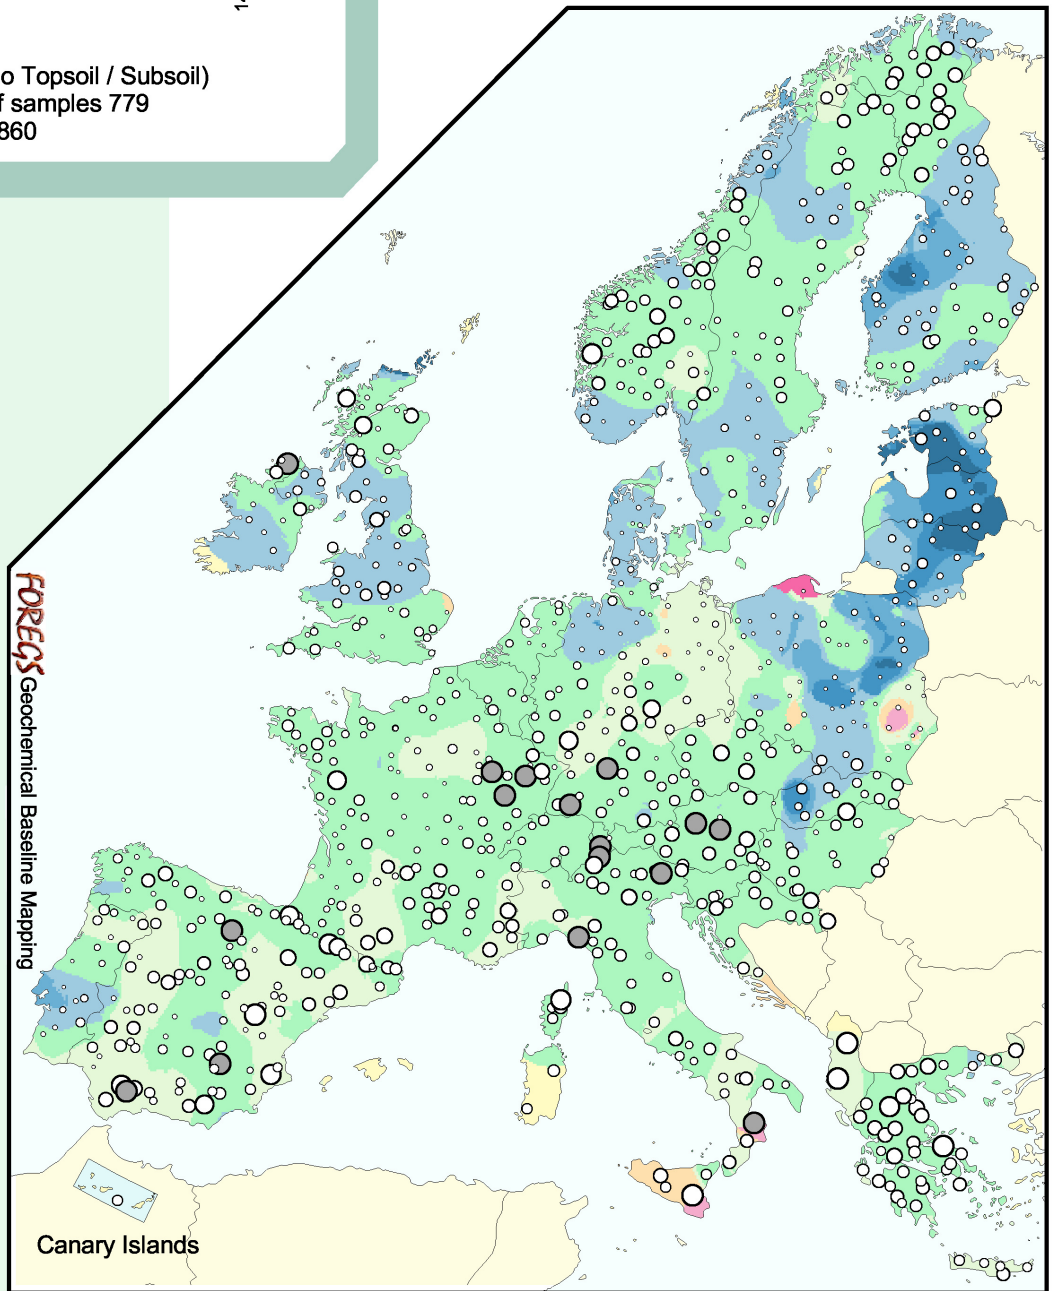 o Topsoil / Subsoil)
f samples 779
860
FOREGS Geochemical Baseline Mapping
Canary Islands